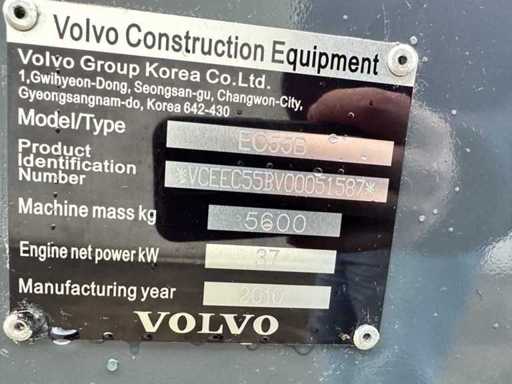 Volvo Construction Equipment
Volvo Group Korea Co.Ltd.
1,Gwihyeon-Dong, Seongsan-gu, Changwon-City,
Gyeongsangnam-do, Korea 642-430
Model/Type EC55B
Product
Identification
Number *VCEEC55BV00051587*
Machine mass kg 5600
Engine net power kW 37
Manufacturing year 2010
VOLVO